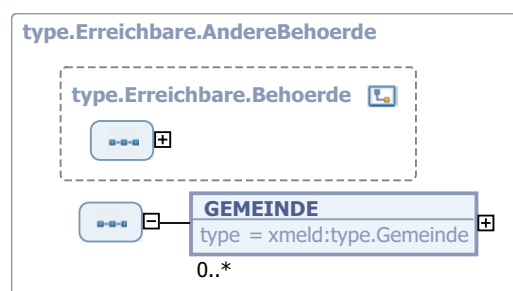 type.Erreichbare.AndereBehoerde
type.Erreichbare.Behoerde
GEMEINDE
type = xmeld:type.Gemeinde
0..*